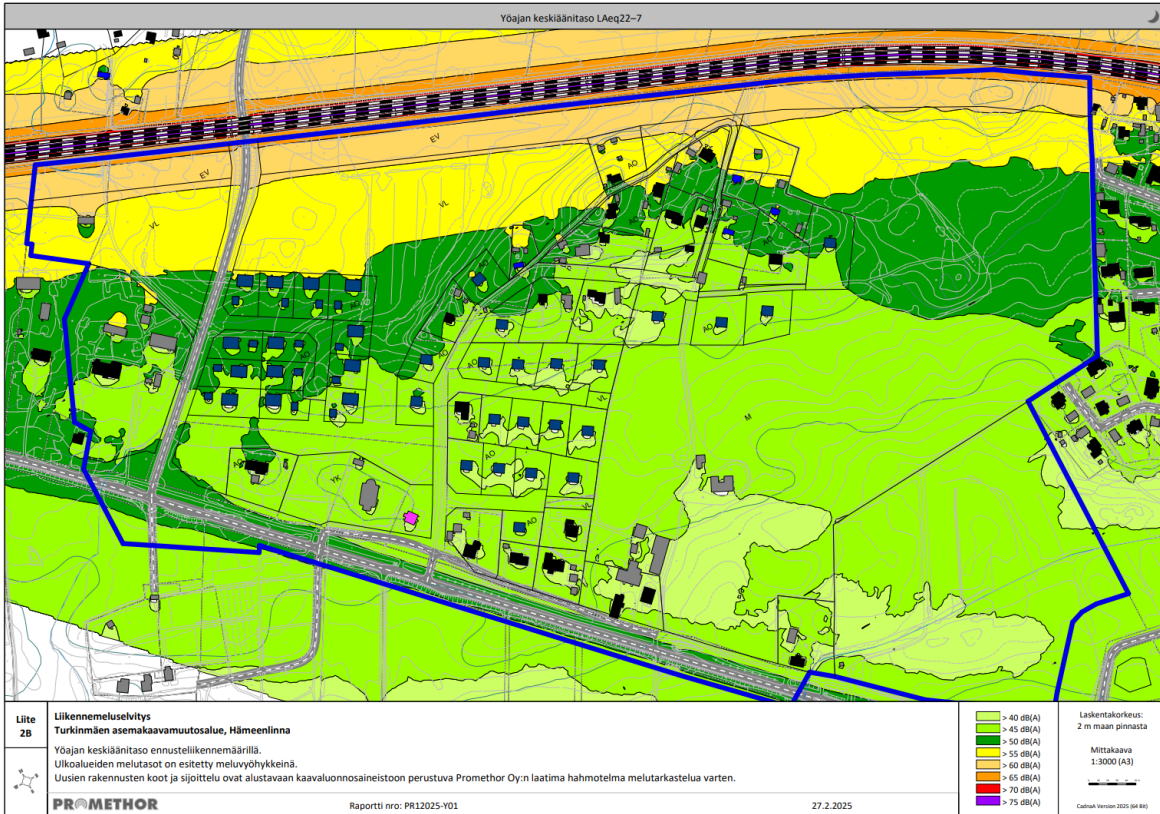 Yöajan keskiäänitaso LAeq22–7
EV
EV
VL
VL
AO
AO
AO
AO
AO
AO
AO
AO
AO
VL
M
AO
AO
YK
VL
AO
Liite
2B
Liikennemeluselvitys
Turkinmäen asemakaavamuutosalue, Hämeenlinna
Yöajan keskiäänitaso ennusteliikennemäärillä.
Ulkoalueiden melutasot on esitetty meluvyöhykkeinä.
Uusien rakennusten koot ja sijoittelu ovat alustavaan kaavaluonnosaineistoon perustuva Promethor Oy:n laatima hahmotelma melutarkastelua varten.
PROMETHOR
Raportti nro: PR12025-Y01
27.2.2025
> 40 dB(A)
> 45 dB(A)
> 50 dB(A)
> 55 dB(A)
> 60 dB(A)
> 65 dB(A)
> 70 dB(A)
> 75 dB(A)
Laskentakorkeus:
2 m maan pinnasta
Mittakaava
1:3000 (A3)
CadnaA Version 2025 (64 Bit)